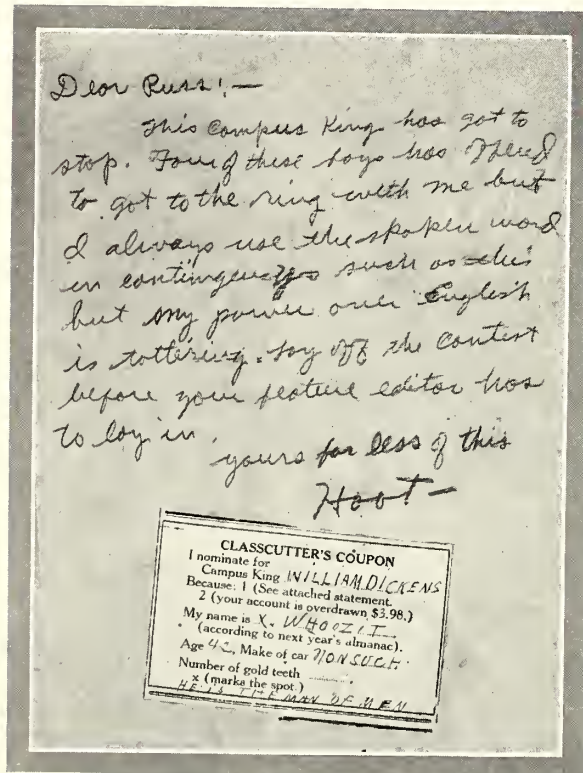 Dear Russ:—
This Campus King has got to
stop. Four of these boys has offered
to got to the ring with me but
I always use the spoken word
in contingencys such as this
but my power over English
is tottering. Lay off the contest
before your feature editor has
to lay in.
yours for less of this
Hoot—
CLASSCUTTER'S COUPON
I nominate for
Campus King WILLIAM DICKENS
Because: 1 (See attached statement.
2 (your account is overdrawn $3.98.)
My name is X. WHOOZIT
(according to next year's almanac).
Age 4 Make of car NONSUCH.
Number of gold teeth
x (marks the spot.)
HE IS THE MAN OF MEN